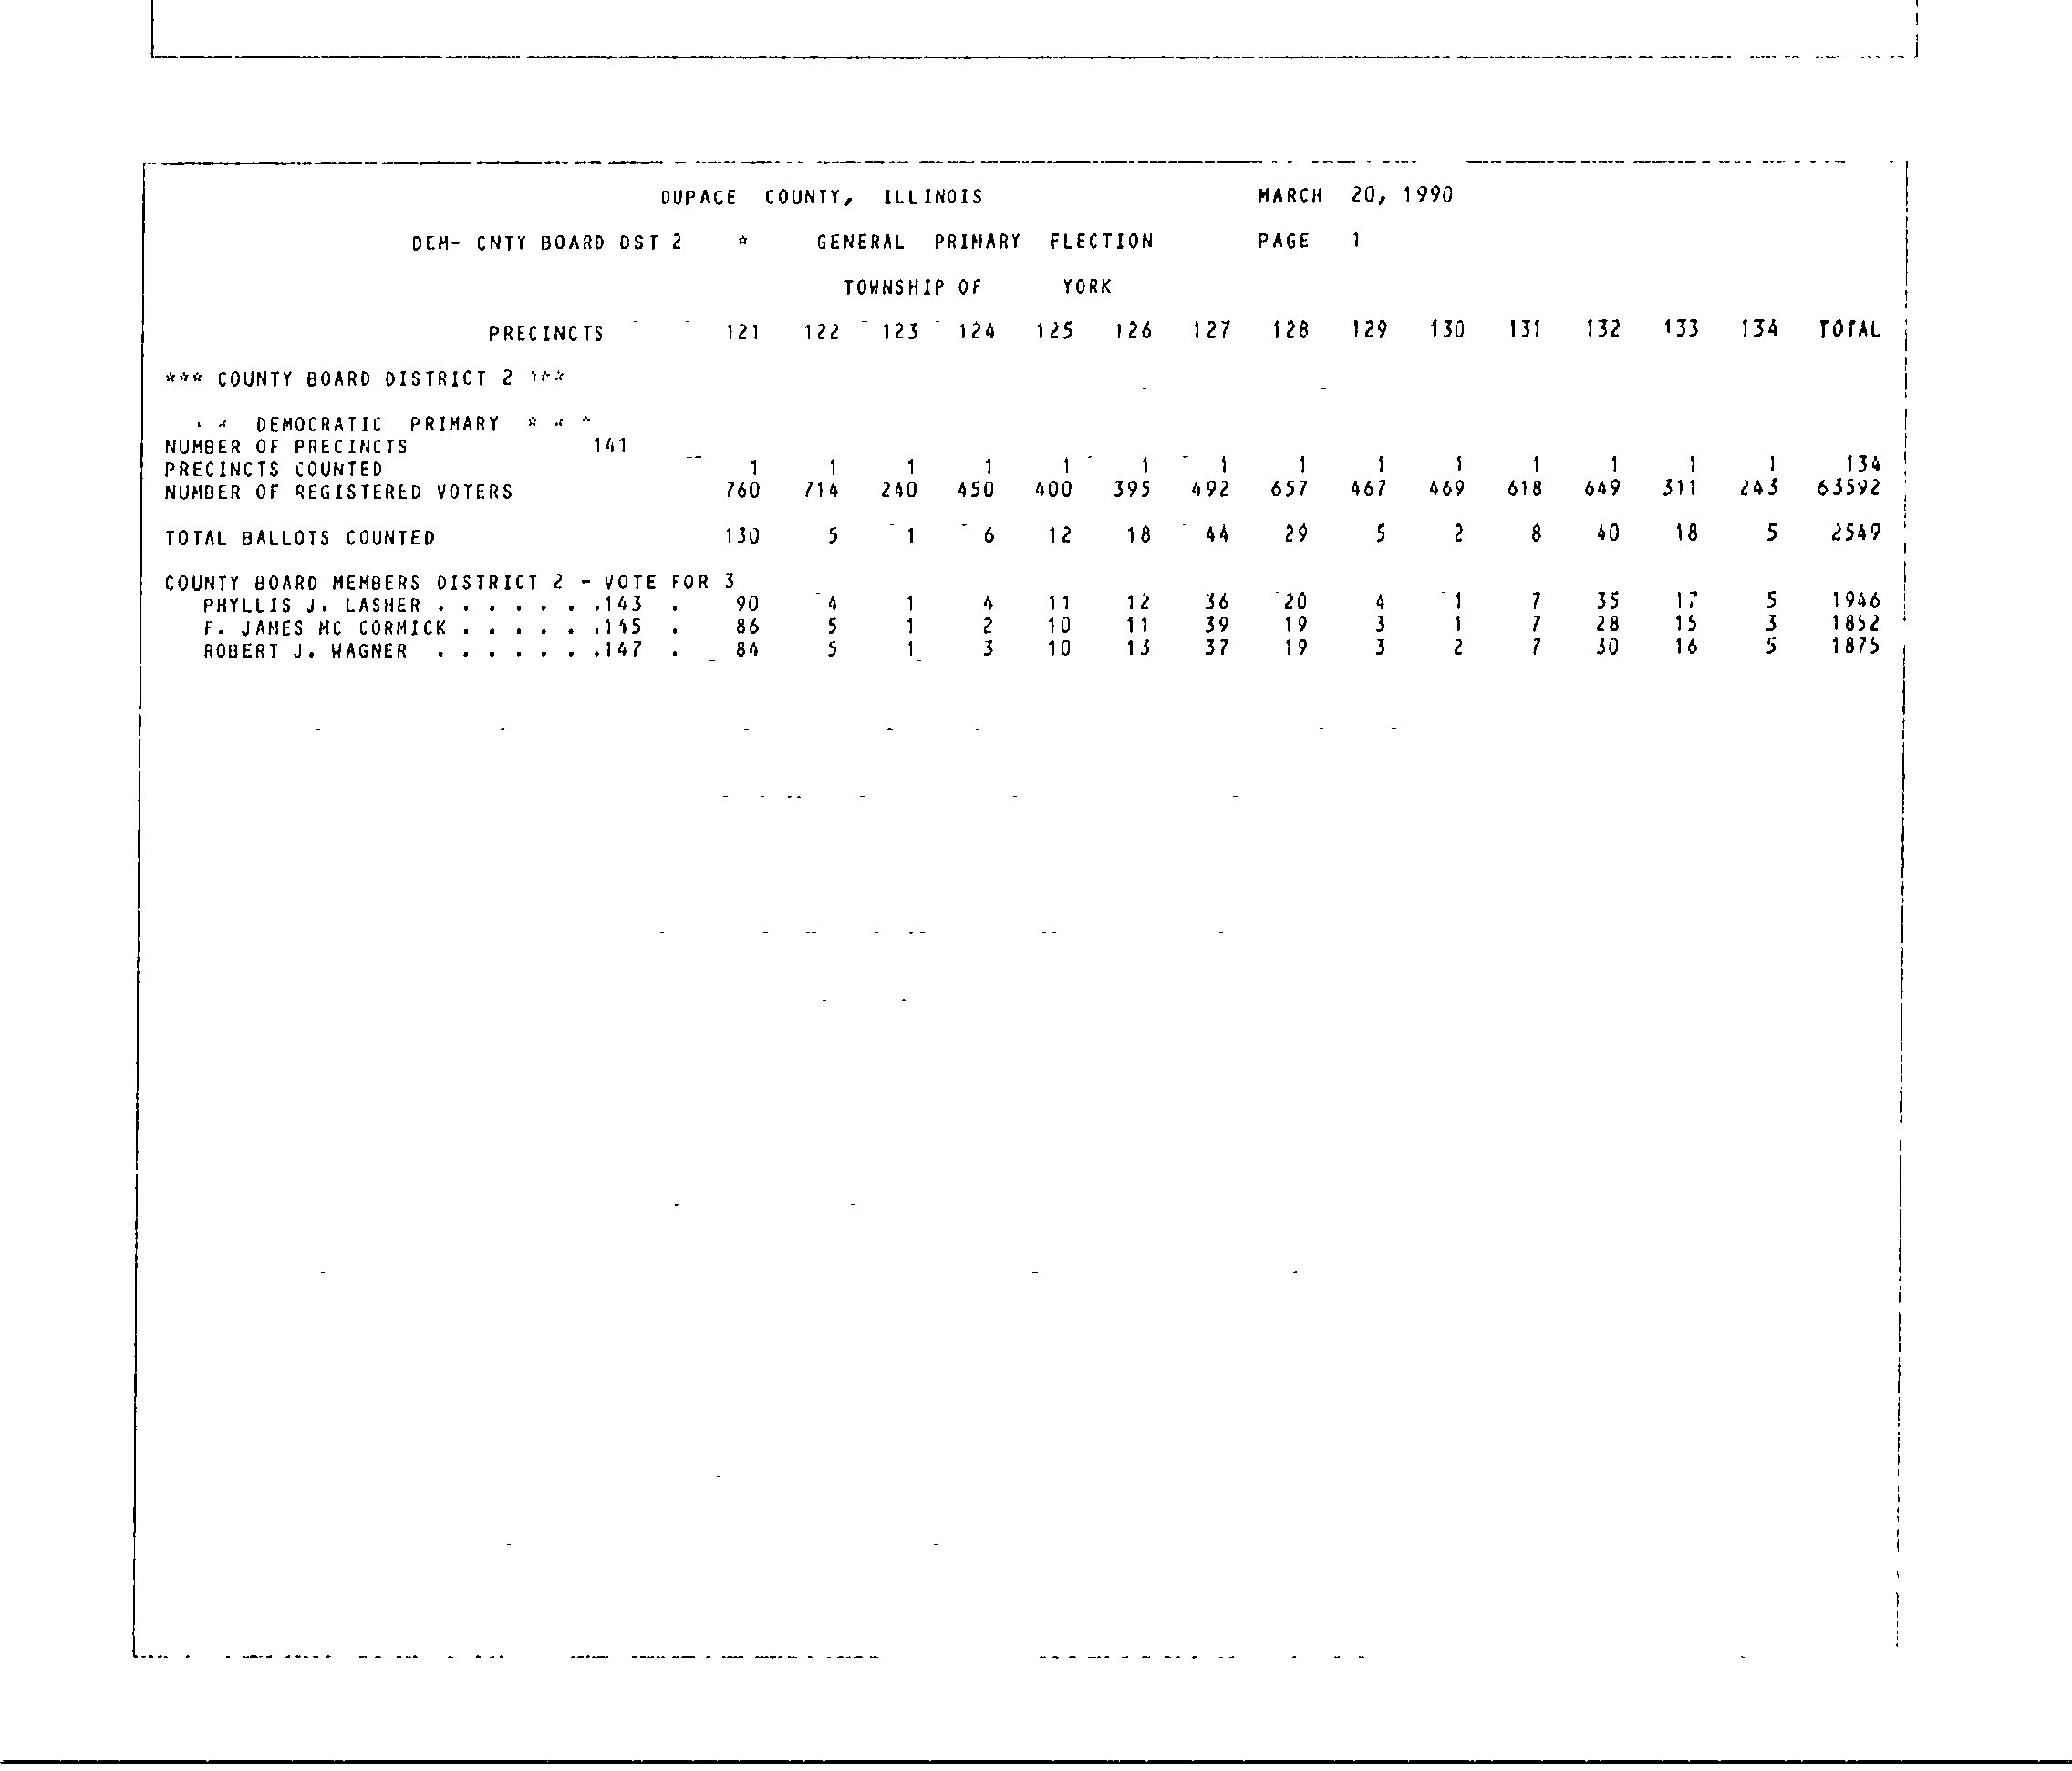 DUPAGE COUNTY, ILLINOIS MARCH 20, 1990
DEM- CNTY BOARD DST 2 * GENERAL PRIMARY ELECTION PAGE 1
TOWNSHIP OF YORK
PRECINCTS 121 122 123 124 125 126 127 128 129 130 131 132 133 134 TOTAL
*** COUNTY BOARD DISTRICT 2 ***
* * DEMOCRATIC PRIMARY * * *
NUMBER OF PRECINCTS 141
PRECINCTS COUNTED 1 1 1 1 1 1 1 1 1 1 1 1 1 1 134
NUMBER OF REGISTERED VOTERS 760 714 240 450 400 395 492 657 467 469 618 649 311 243 63592
TOTAL BALLOTS COUNTED 130 5 1 6 12 18 44 29 5 2 8 40 18 5 2549
COUNTY BOARD MEMBERS DISTRICT 2 - VOTE FOR 3
PHYLLIS J. LASHER . . . . . . .143 . 90 4 1 4 11 12 36 20 4 1 7 35 17 5 1946
F. JAMES MC CORMICK . . . . . .145 . 86 5 1 2 10 11 39 19 3 1 7 28 15 3 1852
ROBERT J. WAGNER . . . . . . .147 . 84 5 1 3 10 13 37 19 3 2 7 30 16 5 1875